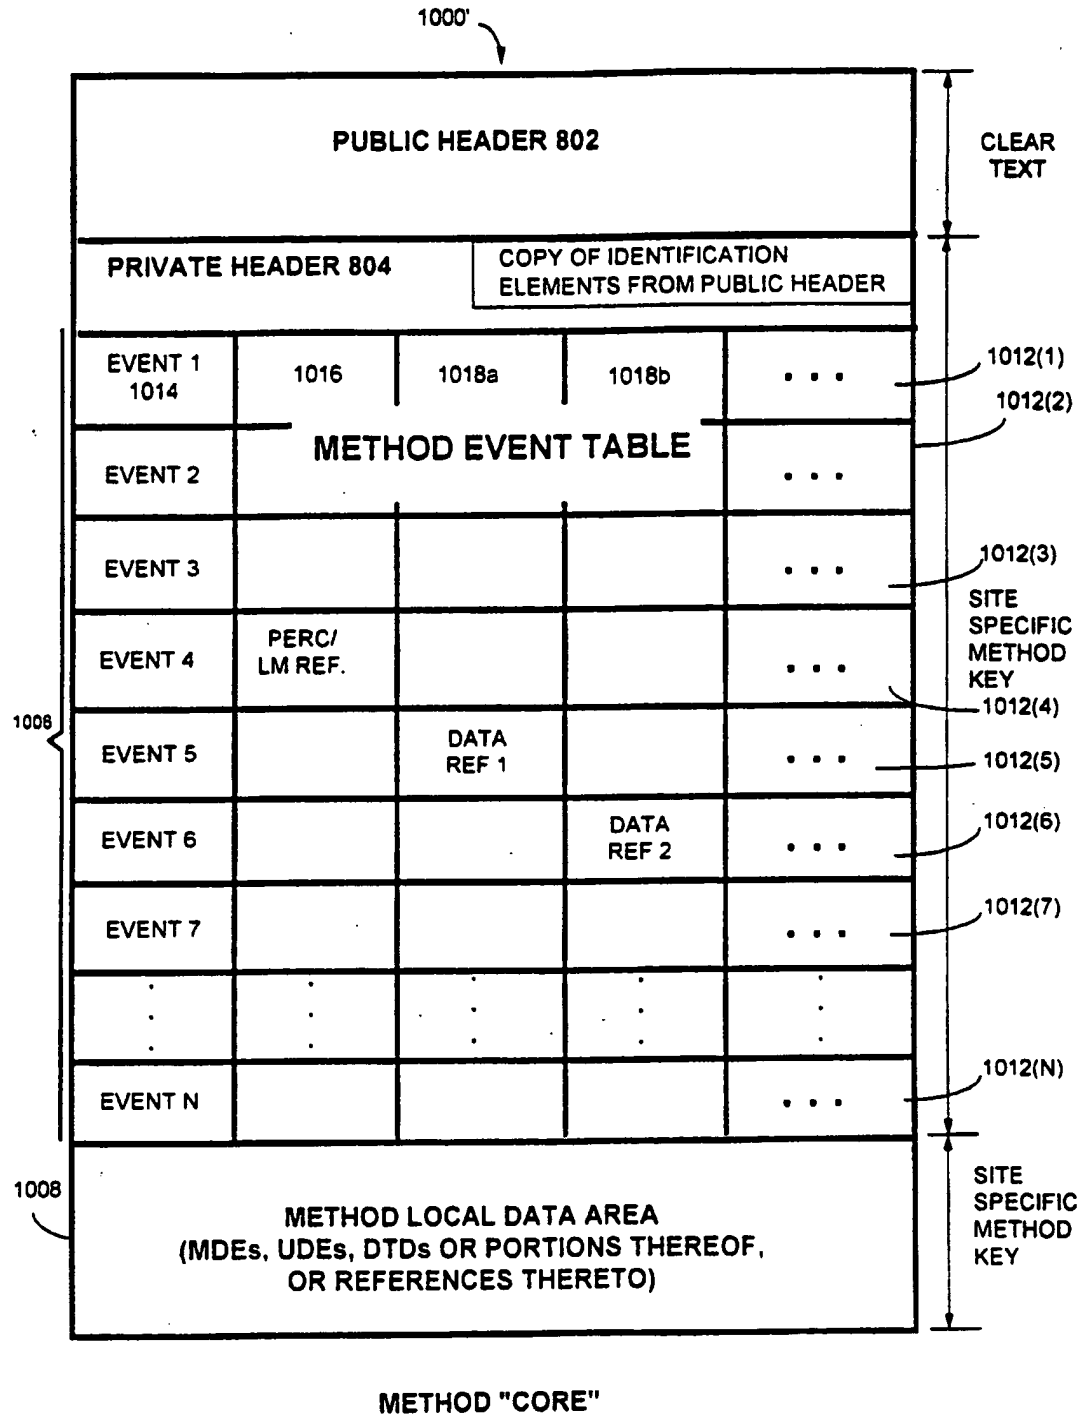 1000'
PUBLIC HEADER 802
CLEAR
TEXT
PRIVATE HEADER 804
COPY OF IDENTIFICATION
ELEMENTS FROM PUBLIC HEADER
EVENT 1
1014
1016
1018a
1018b
. . .
1012(1)
1012(2)
METHOD EVENT TABLE
EVENT 2
. . .
EVENT 3
. . .
1012(3)
SITE
SPECIFIC
METHOD
KEY
EVENT 4
PERC/
LM REF.
. . .
1012(4)
1006
EVENT 5
DATA
REF 1
. . .
1012(5)
EVENT 6
DATA
REF 2
. . .
1012(6)
EVENT 7
. . .
1012(7)
EVENT N
. . .
1012(N)
1008
METHOD LOCAL DATA AREA
(MDEs, UDEs, DTDs OR PORTIONS THEREOF,
OR REFERENCES THERETO)
SITE
SPECIFIC
METHOD
KEY
METHOD "CORE"